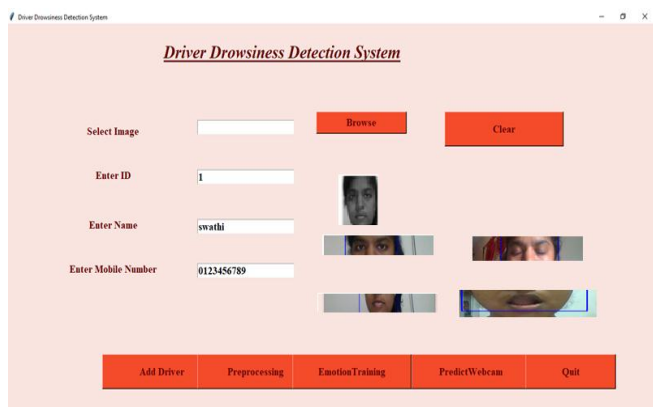 Driver Drowsiness Detection System
Driver Drowsiness Detection System
Select Image
Browse
Clear
Enter ID
1
Enter Name
swathi
Enter Mobile Number
0123456789
Add Driver
Preprocessing
EmotionTraining
PredictWebcam
Quit